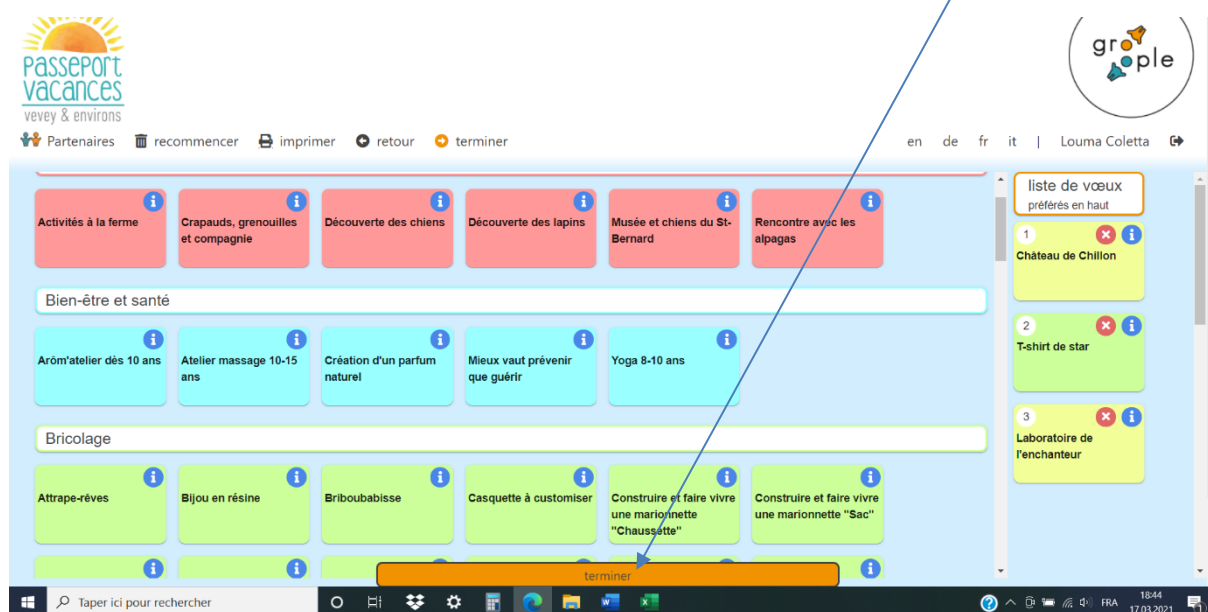 Passeport
vacances
vevey & environs
groople
Partenaires recommencer imprimer retour terminer en de fr it | Louma Coletta
liste de vœux
préférés en haut
Activités à la ferme
Crapauds, grenouilles
et compagnie
Découverte des chiens
Découverte des lapins
Musée et chiens du St-
Bernard
Rencontre avec les
alpagas
1
Château de Chillon
Bien-être et santé
Arôm'atelier dès 10 ans
Atelier massage 10-15
ans
Création d'un parfum
naturel
Mieux vaut prévenir
que guérir
Yoga 8-10 ans
2
T-shirt de star
Bricolage
3
Laboratoire de
l'enchanteur
Attrape-rêves
Bijou en résine
Briboubabisse
Casquette à customiser
Construire et faire vivre
une marionnette
"Chaussette"
Construire et faire vivre
une marionnette "Sac"
terminer
Taper ici pour rechercher
FRA
18:44
17.03.2021